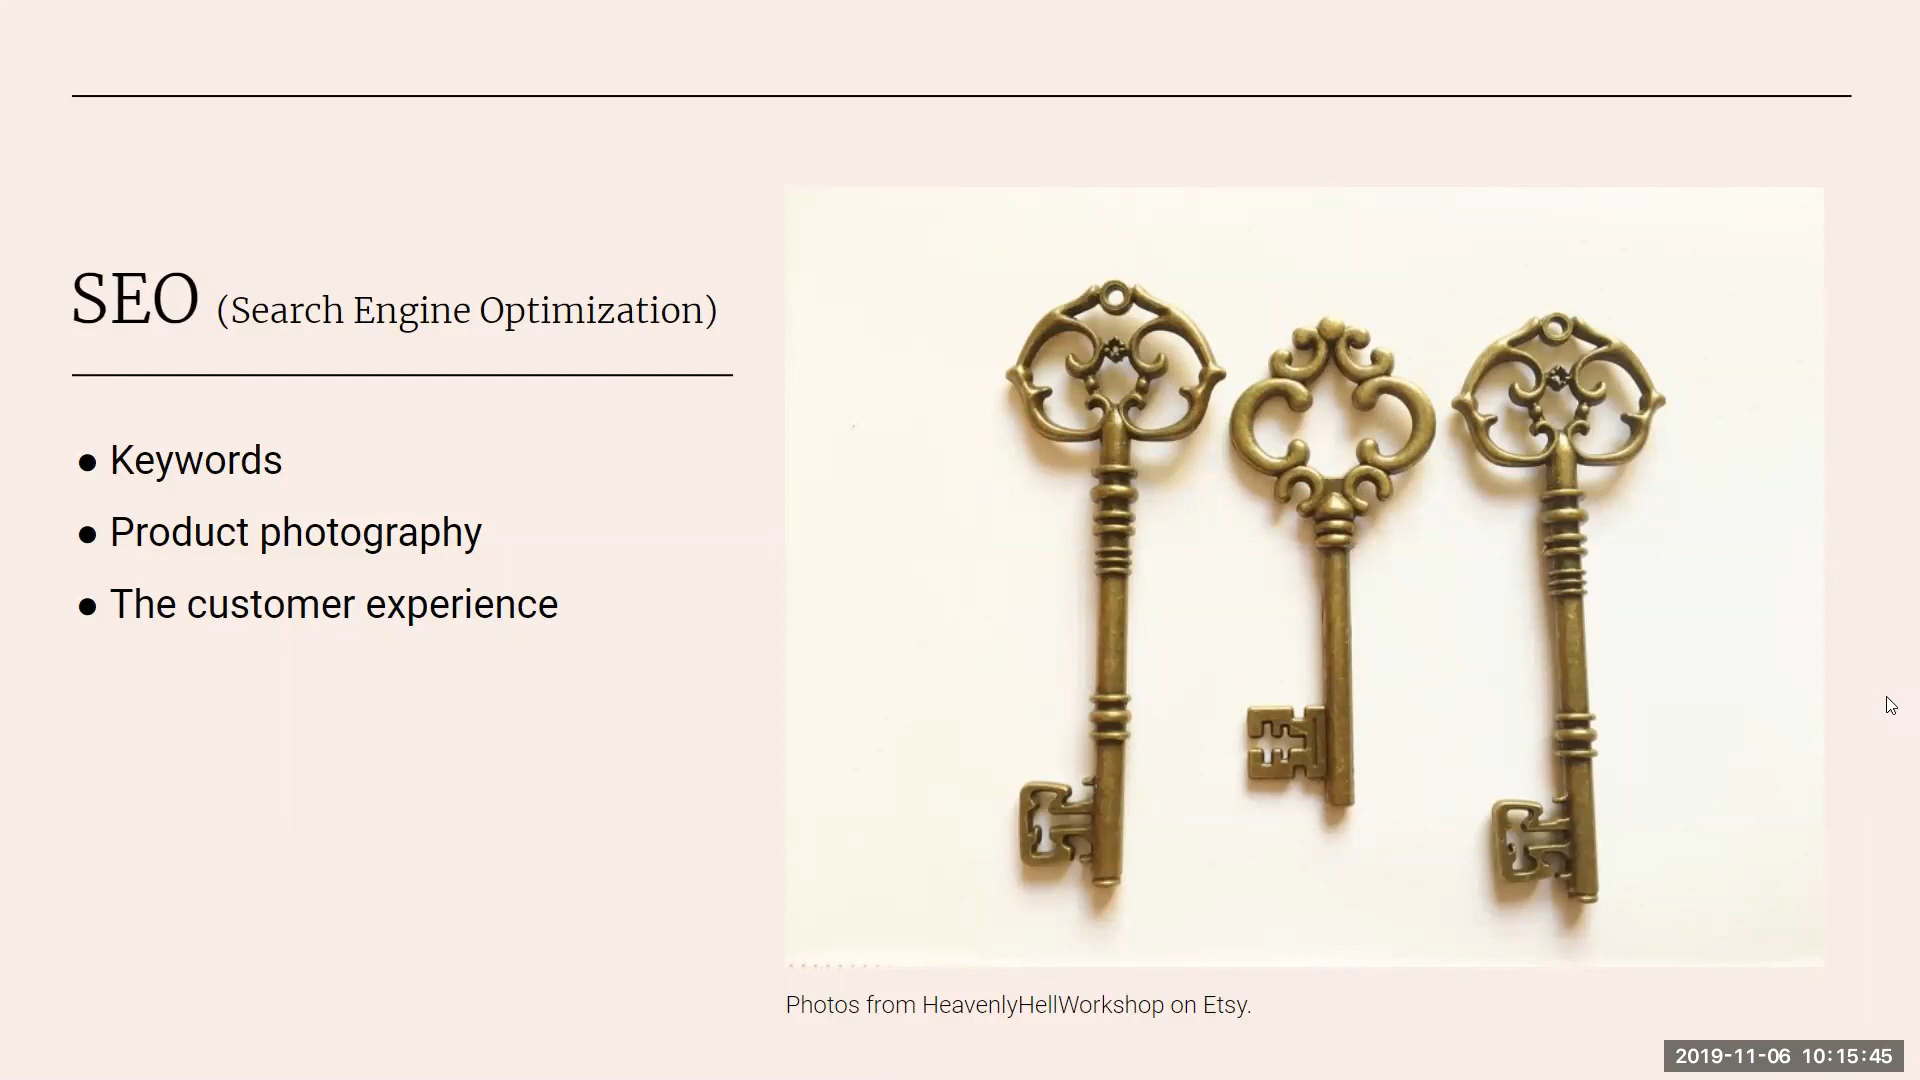 SEO (Search Engine Optimization)
● Keywords
● Product photography
● The customer experience
Photos from HeavenlyHellWorkshop on Etsy.
2019-11-06 10:15:45